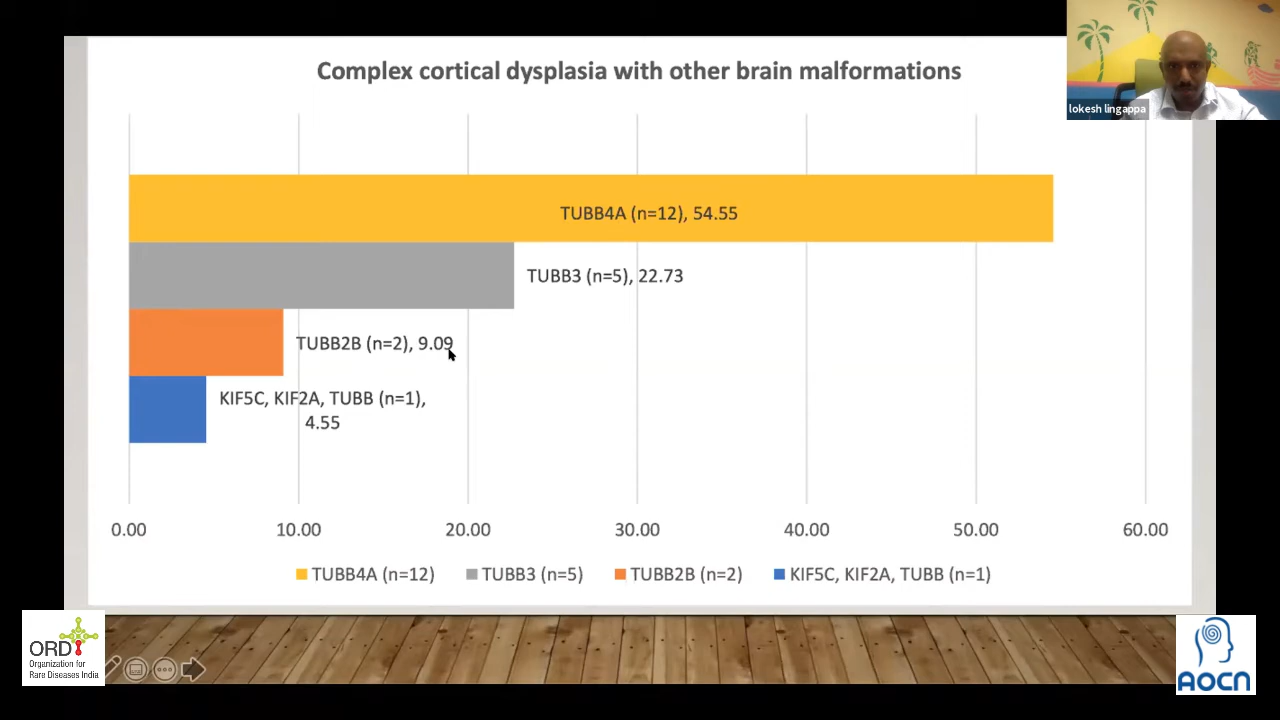 Complex cortical dysplasia with other brain malformations
lokesh lingappa
TUBB4A (n=12), 54.55
TUBB3 (n=5), 22.73
TUBB2B (n=2), 9.09
KIF5C, KIF2A, TUBB (n=1),
4.55
0.00 10.00 20.00 30.00 40.00 50.00 60.00
TUBB4A (n=12) TUBB3 (n=5) TUBB2B (n=2) KIF5C, KIF2A, TUBB (n=1)
ORDI
Organization for
Rare Diseases India
AOCN